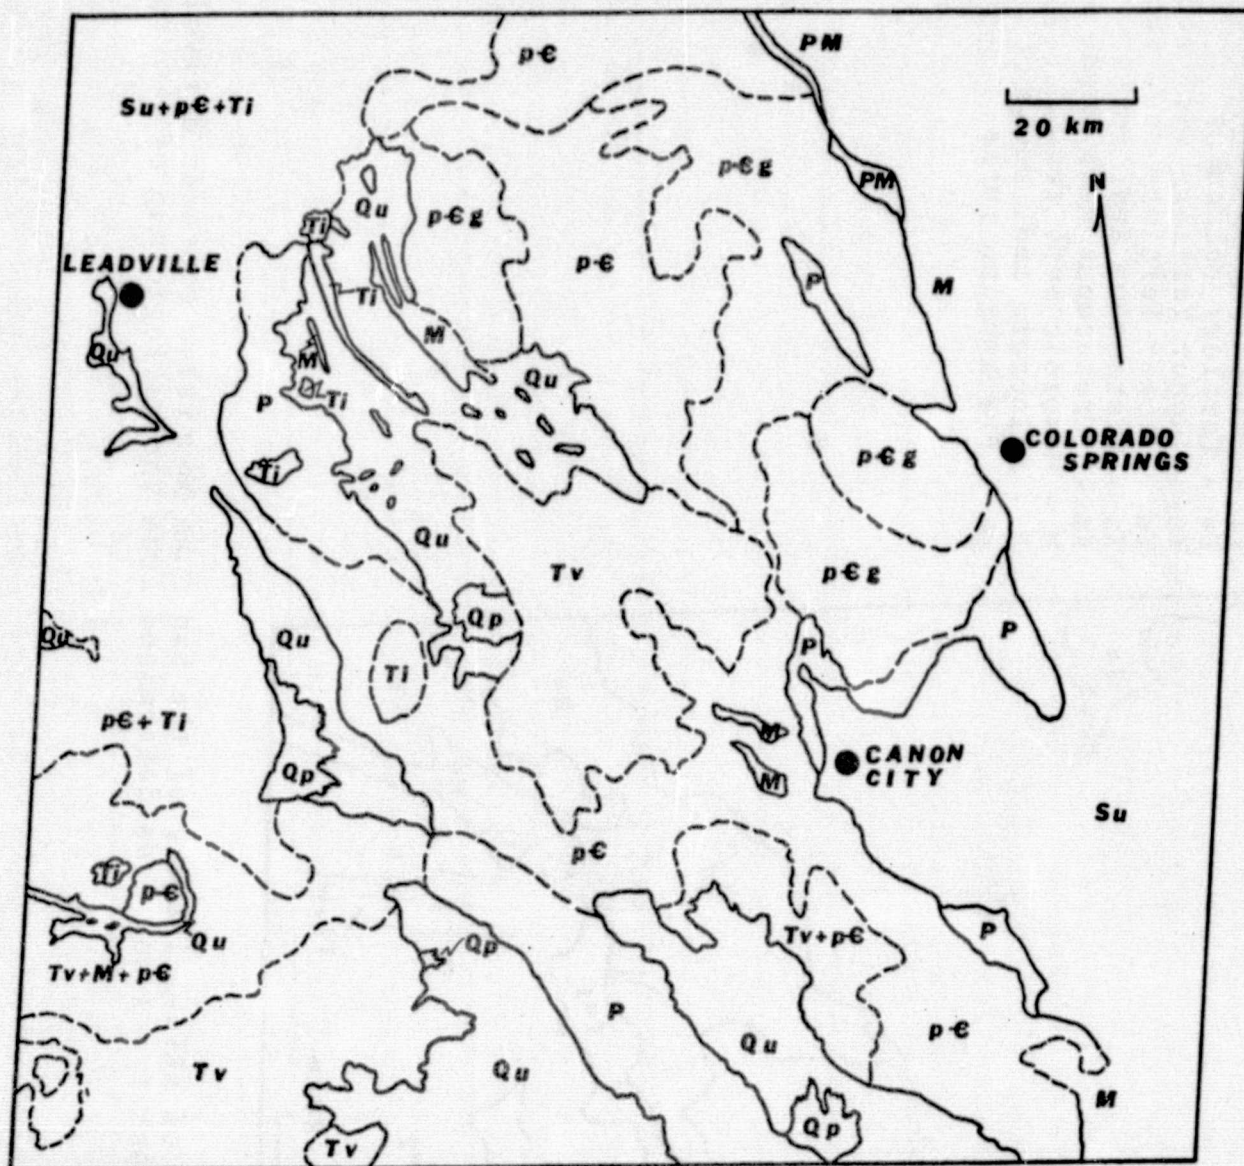 PM
p-Є
Su+p-Є+Ti
20 km
p-Є g
PM
N
Qu
p-Є g
Ti
LEADVILLE
p-Є
P
M
Ti
M
Qu
M
Qu
P
Ti
COLORADO
SPRINGS
p-Є g
Ti
Qu
Tv
p-Є g
Qp
Qu
Qu
P
P
Ti
p-Є+Ti
M
CANON
CITY
Qp
M
Su
p-Є
Ti
p-Є
Tv+p-Є
P
Qu
Qp
Tv+M+p-Є
P
p-Є
Qu
Tv
Qu
M
Qp
Tv